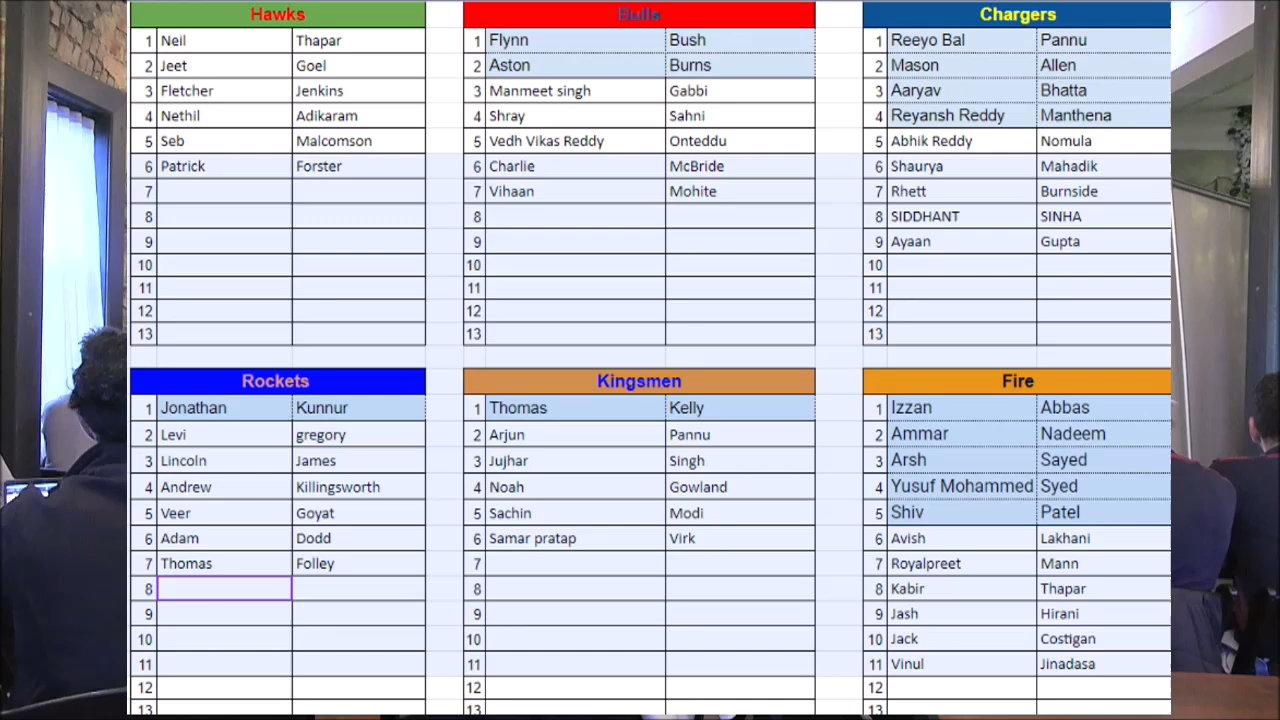 Hawks
1 Neil Thapar
2 Jeet Goel
3 Fletcher Jenkins
4 Nethil Adikaram
5 Seb Malcomson
6 Patrick Forster
7
8
9
10
11
12
13
Bulls
1 Flynn Bush
2 Aston Burns
3 Manmeet singh Gabbi
4 Shray Sahni
5 Vedh Vikas Reddy Onteddu
6 Charlie McBride
7 Vihaan Mohite
8
9
10
11
12
13
Chargers
1 Reeyo Bal Pannu
2 Mason Allen
3 Aaryav Bhatta
4 Reyansh Reddy Manthena
5 Abhik Reddy Nomula
6 Shaurya Mahadik
7 Rhett Burnside
8 SIDDHANT SINHA
9 Ayaan Gupta
10
11
12
13
Rockets
1 Jonathan Kunnur
2 Levi gregory
3 Lincoln James
4 Andrew Killingsworth
5 Veer Goyat
6 Adam Dodd
7 Thomas Folley
8
9
10
11
12
13
Kingsmen
1 Thomas Kelly
2 Arjun Pannu
3 Jujhar Singh
4 Noah Gowland
5 Sachin Modi
6 Samar pratap Virk
7
8
9
10
11
12
13
Fire
1 Izzan Abbas
2 Ammar Nadeem
3 Arsh Sayed
4 Yusuf Mohammed Syed
5 Shiv Patel
6 Avish Lakhani
7 Royalpreet Mann
8 Kabir Thapar
9 Jash Hirani
10 Jack Costigan
11 Vinul Jinadasa
12
13